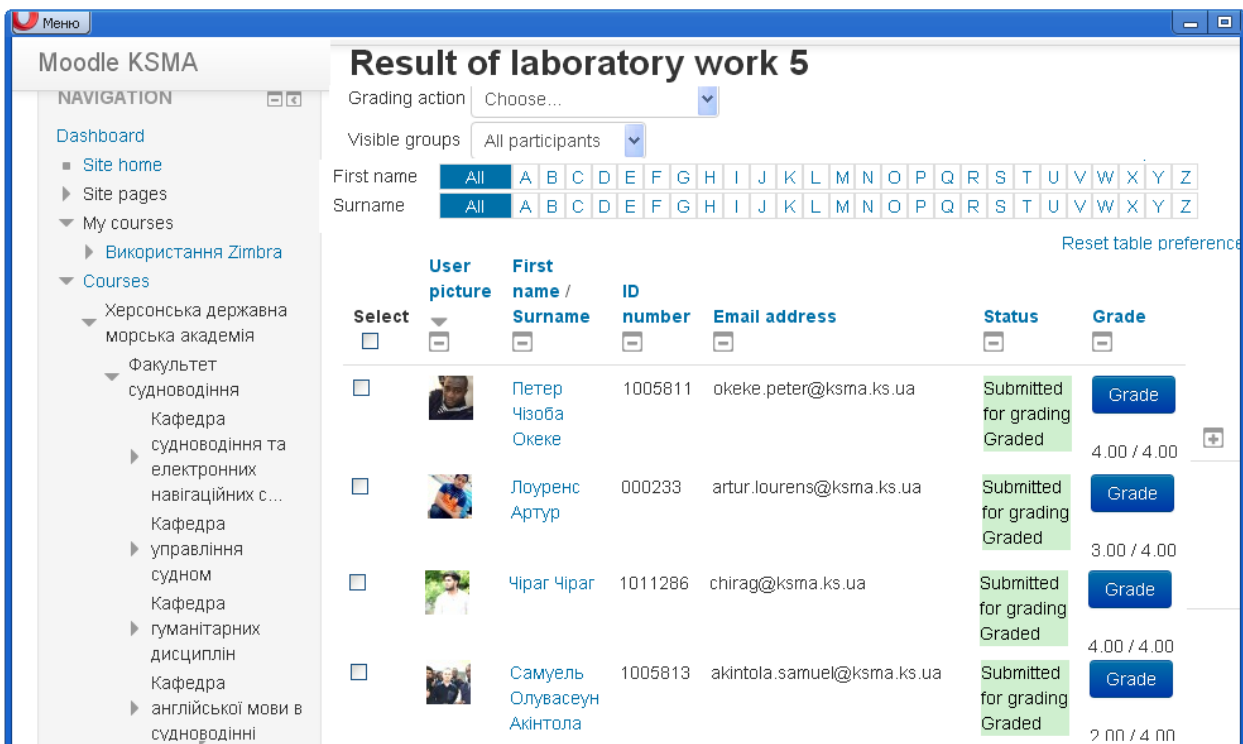 Меню
Moodle KSMA
NAVIGATION
Dashboard
Site home
Site pages
My courses
Використання Zimbra
Courses
Херсонська державна
морська академія
Факультет
судноводіння
Кафедра
судноводіння та
електронних
навігаційних с...
Кафедра
управління
судном
Кафедра
гуманітарних
дисциплін
Кафедра
англійської мови в
судноводінні
Result of laboratory work 5
Grading action Choose...
Visible groups All participants
First name All A B C D E F G H I J K L M N O P Q R S T U V W X Y Z
Surname All A B C D E F G H I J K L M N O P Q R S T U V W X Y Z
Reset table preference
User First
picture name / ID
Select Surname number Email address Status Grade
Петер 1005811 okeke.peter@ksma.ks.ua Submitted Grade
Чізоба for grading
Океке Graded
4.00 / 4.00
Лоуренс 000233 artur.lourens@ksma.ks.ua Submitted Grade
Артур for grading
Graded
3.00 / 4.00
Чіраг Чіраг 1011286 chirag@ksma.ks.ua Submitted Grade
for grading
Graded
4.00 / 4.00
Самуель 1005813 akintola.samuel@ksma.ks.ua Submitted Grade
Олувасеун for grading
Акінтола Graded
2.00 / 4.00